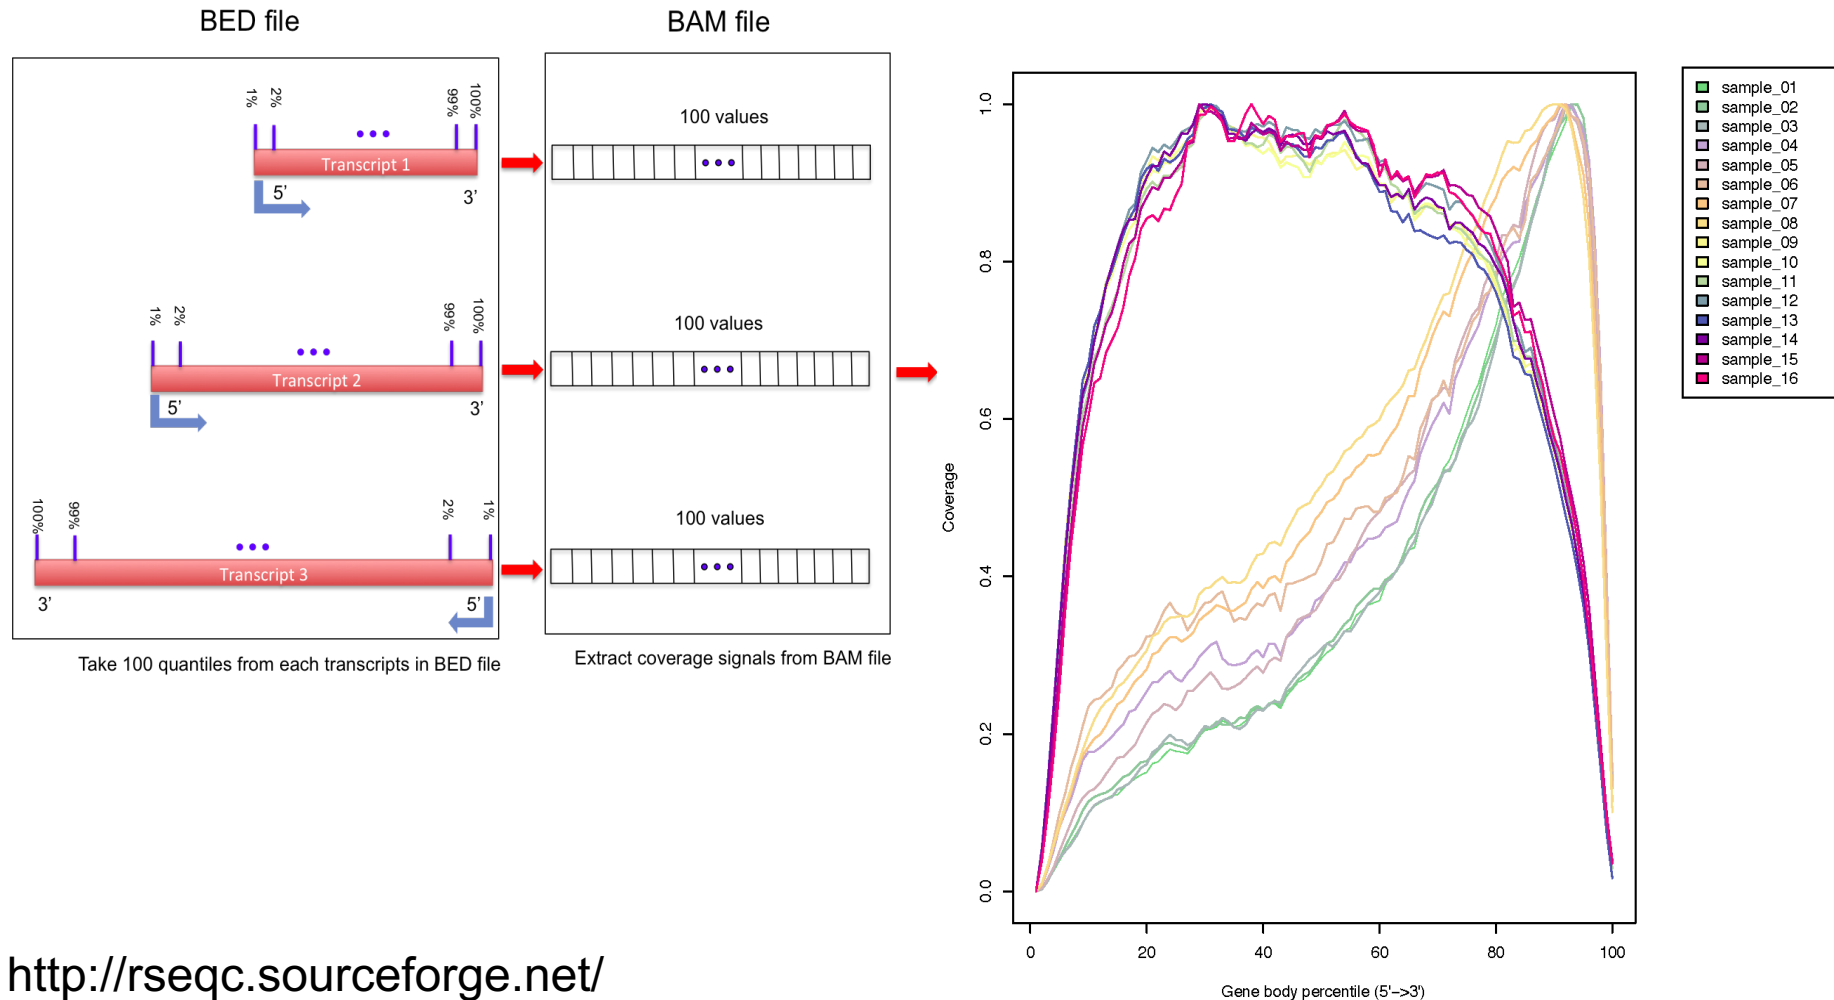 BED file
BAM file
1%
2%
99%
100%
Transcript 1
5'
3'
100 values
1%
2%
99%
100%
Transcript 2
5'
3'
100 values
100%
99%
2%
1%
Transcript 3
3'
5'
100 values
Take 100 quantiles from each transcripts in BED file
Extract coverage signals from BAM file
Coverage
1.0
0.8
0.6
0.4
0.2
0.0
0 20 40 60 80 100
Gene body percentile (5'->3')
sample_01
sample_02
sample_03
sample_04
sample_05
sample_06
sample_07
sample_08
sample_09
sample_10
sample_11
sample_12
sample_13
sample_14
sample_15
sample_16
http://rseqc.sourceforge.net/